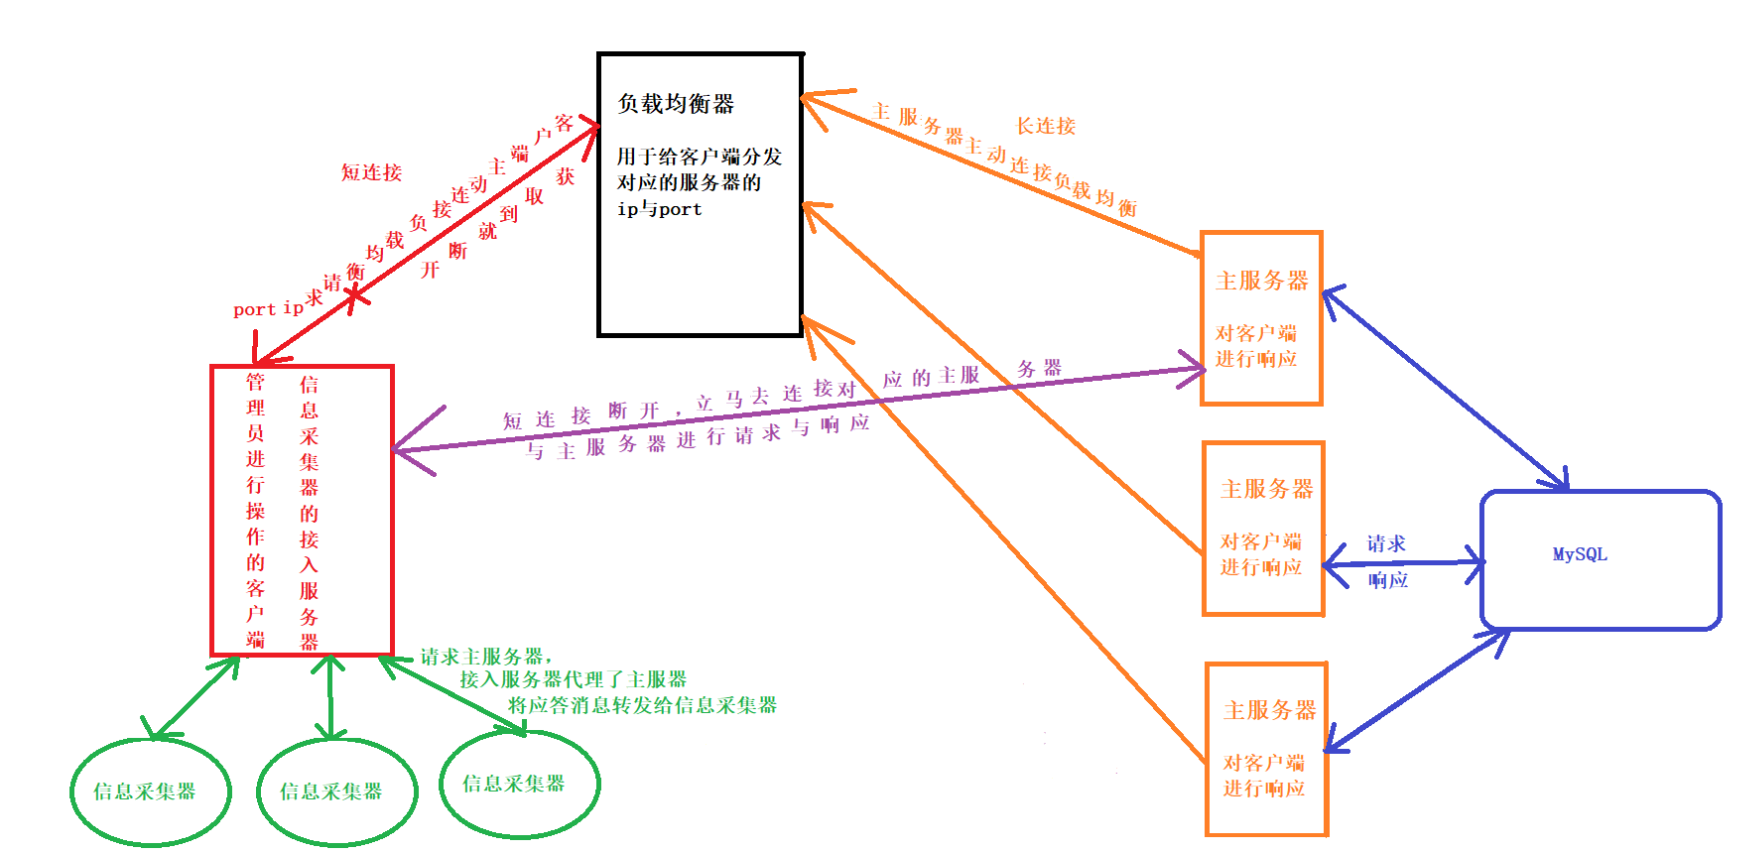 负载均衡器
用于给客户端分发
对应的服务器的
ip与port
短连接
客户端主动连接负载均衡请求
ip
port
获取到就断开
长连接
主服务器主动连接负载均衡
主服务器
对客户端
进行响应
短连接断开，立马去连接对应的主服务器
与主服务器进行请求与响应
管理员进行操作的客户端
信息采集器的接入服务器
主服务器
对客户端
进行响应
请求
响应
MySQL
请求主服务器，
接入服务器代理了主服器
将应答消息转发给信息采集器
主服务器
对客户端
进行响应
信息采集器
信息采集器
信息采集器